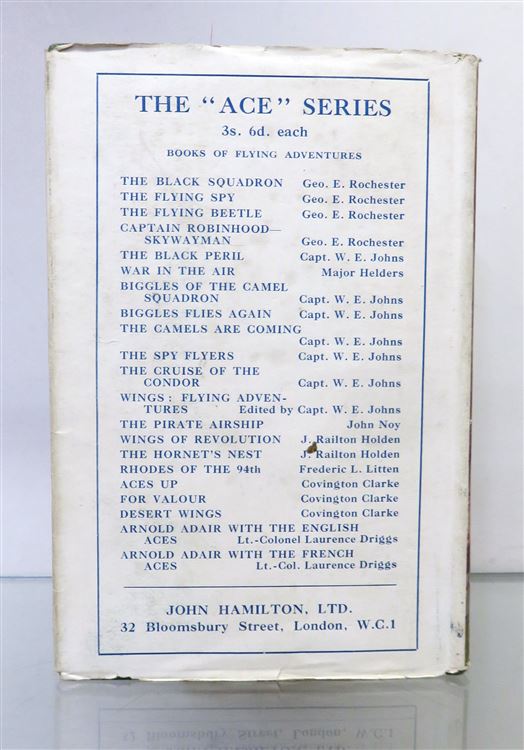 THE "ACE" SERIES
3s. 6d. each
BOOKS OF FLYING ADVENTURES
THE BLACK SQUADRON Geo. E. Rochester
THE FLYING SPY Geo. E. Rochester
THE FLYING BEETLE Geo. E. Rochester
CAPTAIN ROBINHOOD—
SKYWAYMAN Geo. E. Rochester
THE BLACK PERIL Capt. W. E. Johns
WAR IN THE AIR Major Helders
BIGGLES OF THE CAMEL
SQUADRON Capt. W. E. Johns
BIGGLES FLIES AGAIN Capt. W. E. Johns
THE CAMELS ARE COMING
Capt. W. E. Johns
THE SPY FLYERS Capt. W. E. Johns
THE CRUISE OF THE
CONDOR Capt. W. E. Johns
WINGS: FLYING ADVEN-
TURES Edited by Capt. W. E. Johns
THE PIRATE AIRSHIP John Noy
WINGS OF REVOLUTION J. Railton Holden
THE HORNET'S NEST J. Railton Holden
RHODES OF THE 94th Frederic L. Litten
ACES UP Covington Clarke
FOR VALOUR Covington Clarke
DESERT WINGS Covington Clarke
ARNOLD ADAIR WITH THE ENGLISH
ACES Lt.-Colonel Laurence Driggs
ARNOLD ADAIR WITH THE FRENCH
ACES Lt.-Col. Laurence Driggs
JOHN HAMILTON, LTD.
32 Bloomsbury Street, London, W.C.1